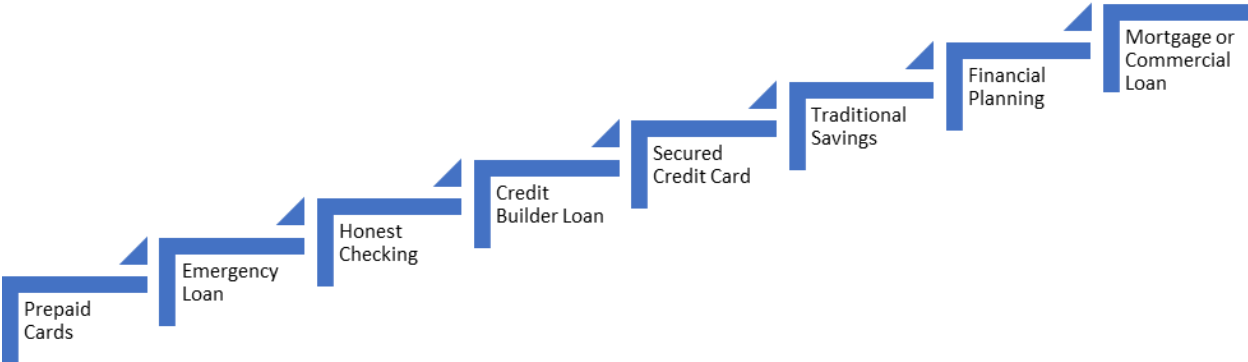 Prepaid
Cards
Emergency
Loan
Honest
Checking
Credit
Builder Loan
Secured
Credit Card
Traditional
Savings
Financial
Planning
Mortgage or
Commercial
Loan